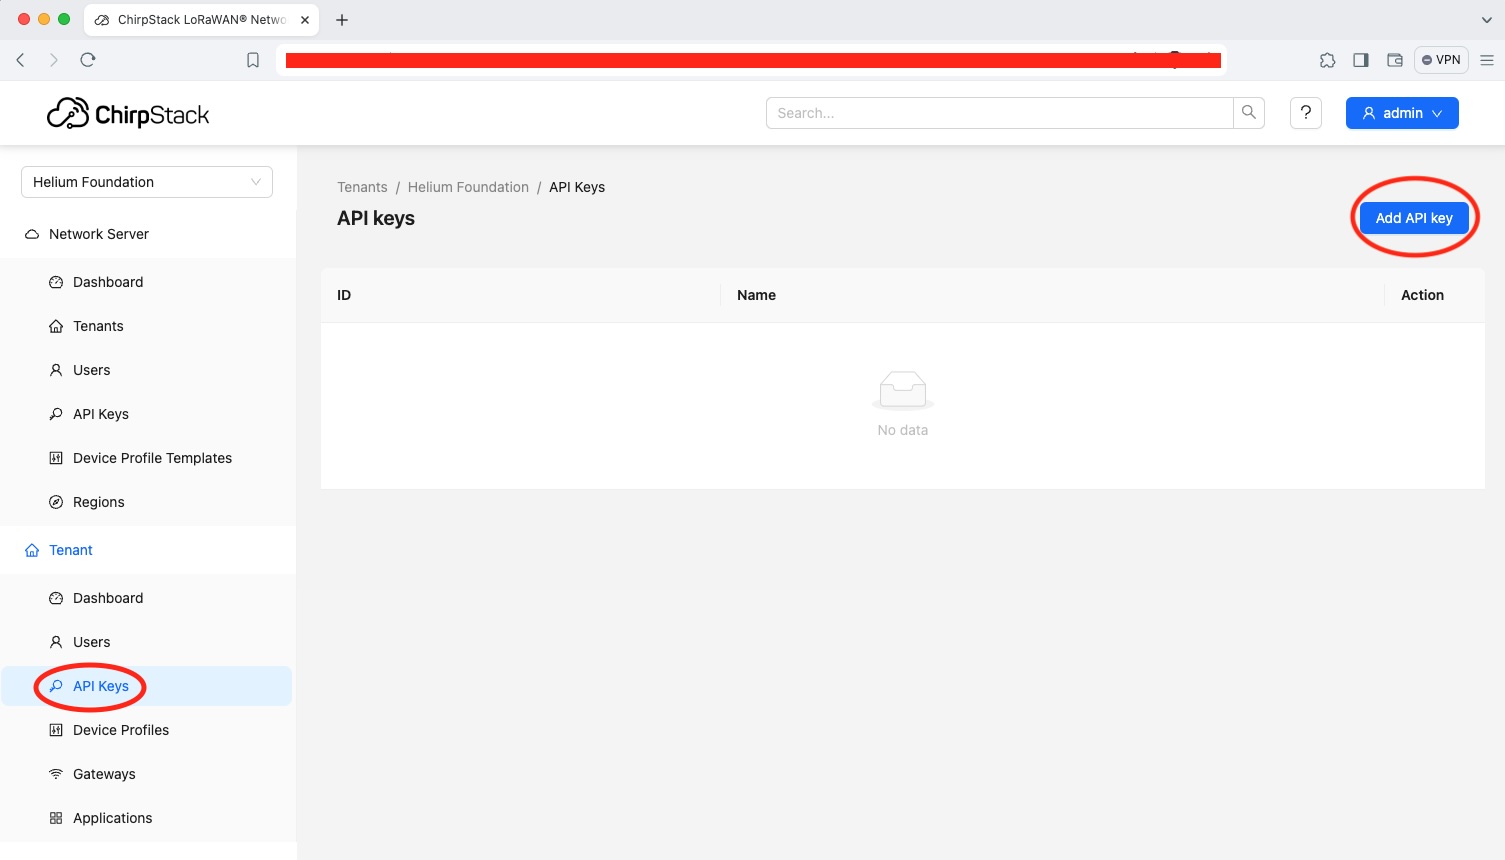 ChirpStack LoRaWAN® Netwo
VPN
ChirpStack
Search...
?
admin
Helium Foundation
Network Server
Dashboard
Tenants
Users
API Keys
Device Profile Templates
Regions
Tenant
Dashboard
Users
API Keys
Device Profiles
Gateways
Applications
Tenants / Helium Foundation / API Keys
API keys
Add API key
ID Name Action
No data